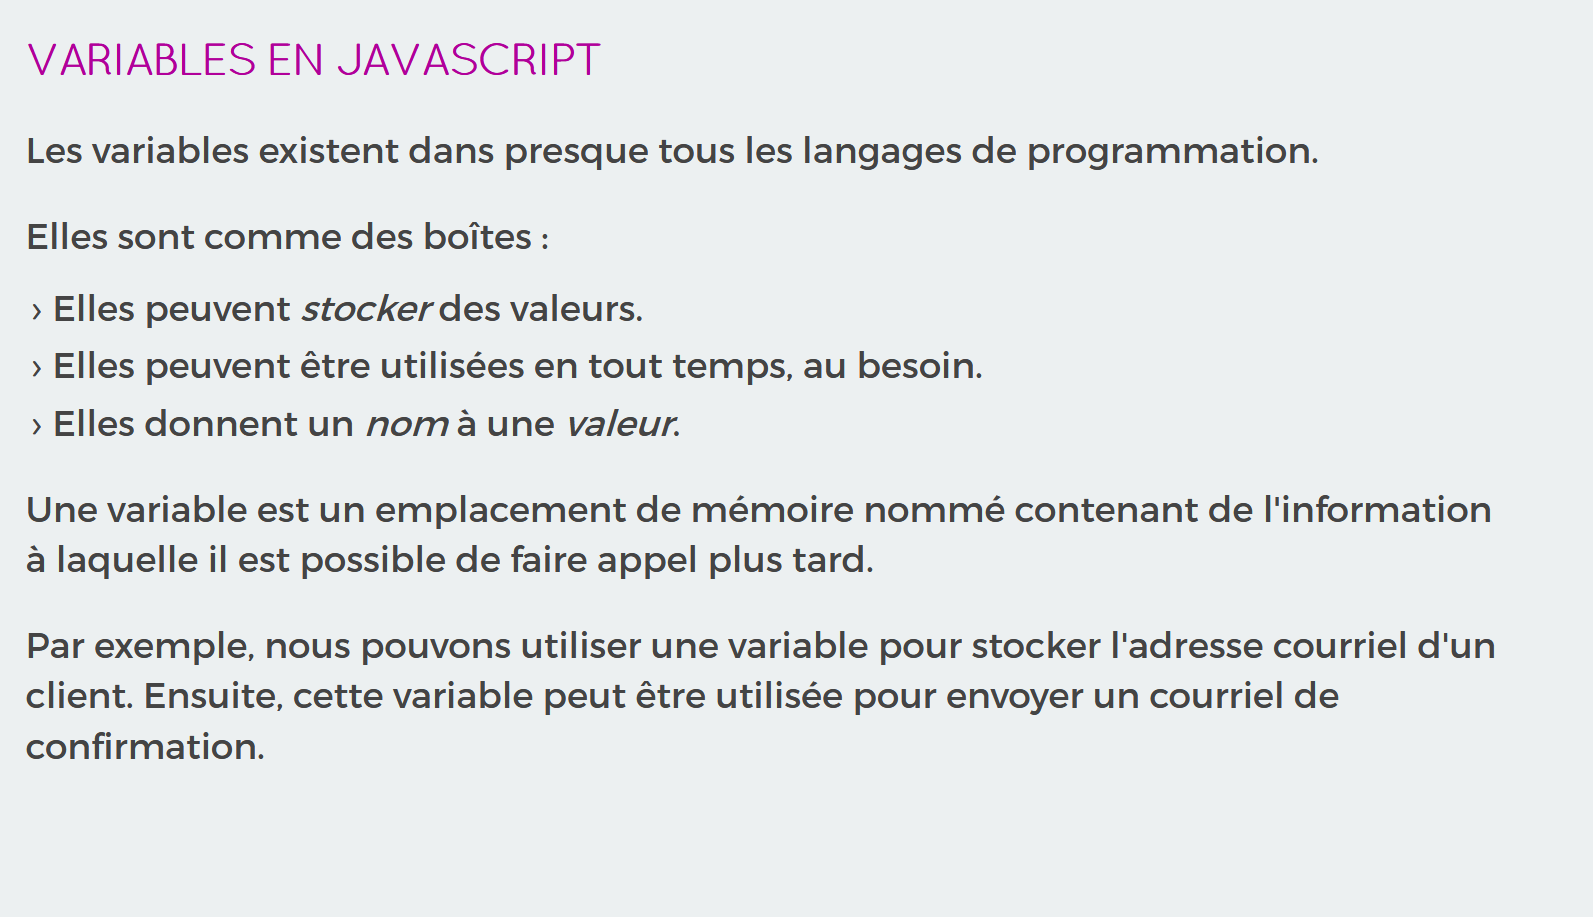 VARIABLES EN JAVASCRIPT
Les variables existent dans presque tous les langages de programmation.
Elles sont comme des boîtes :
› Elles peuvent stocker des valeurs.
› Elles peuvent être utilisées en tout temps, au besoin.
› Elles donnent un nom à une valeur.
Une variable est un emplacement de mémoire nommé contenant de l'information
à laquelle il est possible de faire appel plus tard.
Par exemple, nous pouvons utiliser une variable pour stocker l'adresse courriel d'un
client. Ensuite, cette variable peut être utilisée pour envoyer un courriel de
confirmation.